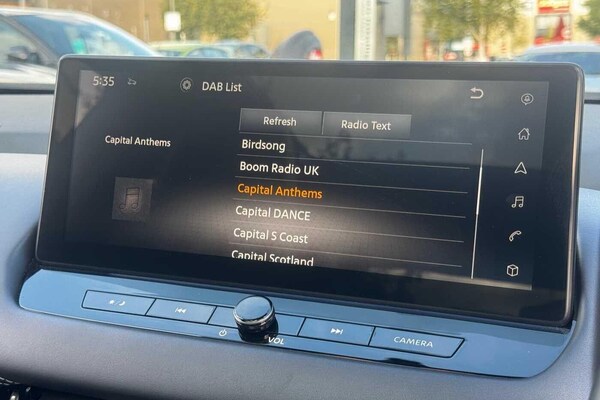 5:35
DAB List
Refresh
Radio Text
Capital Anthems
Birdsong
Boom Radio UK
Capital Anthems
Capital DANCE
Capital S Coast
Capital Scotland
VOL
CAMERA